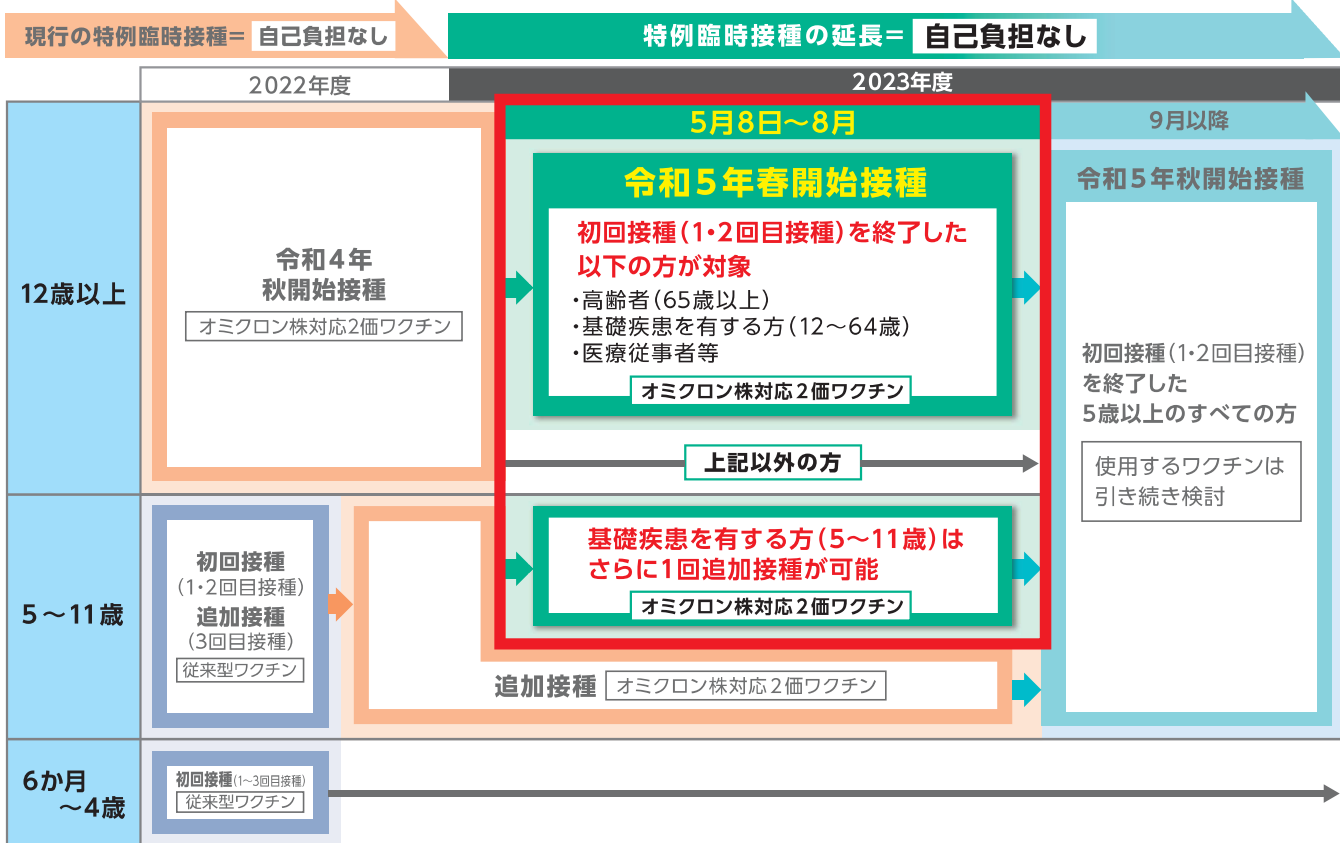 現行の特例臨時接種= 自己負担なし
特例臨時接種の延長= 自己負担なし
2022年度
2023年度
5月8日〜8月
9月以降
12歳以上
令和4年
秋開始接種
オミクロン株対応2価ワクチン
令和5年春開始接種
初回接種(1・2回目接種)を終了した
以下の方が対象
・高齢者(65歳以上)
・基礎疾患を有する方(12〜64歳)
・医療従事者等
オミクロン株対応2価ワクチン
上記以外の方
令和5年秋開始接種
初回接種(1・2回目接種)
を終了した
5歳以上のすべての方
使用するワクチンは
引き続き検討
5〜11歳
初回接種
(1・2回目接種)
追加接種
(3回目接種)
従来型ワクチン
基礎疾患を有する方(5〜11歳)は
さらに1回追加接種が可能
オミクロン株対応2価ワクチン
追加接種 オミクロン株対応2価ワクチン
6か月
〜4歳
初回接種(1〜3回目接種)
従来型ワクチン